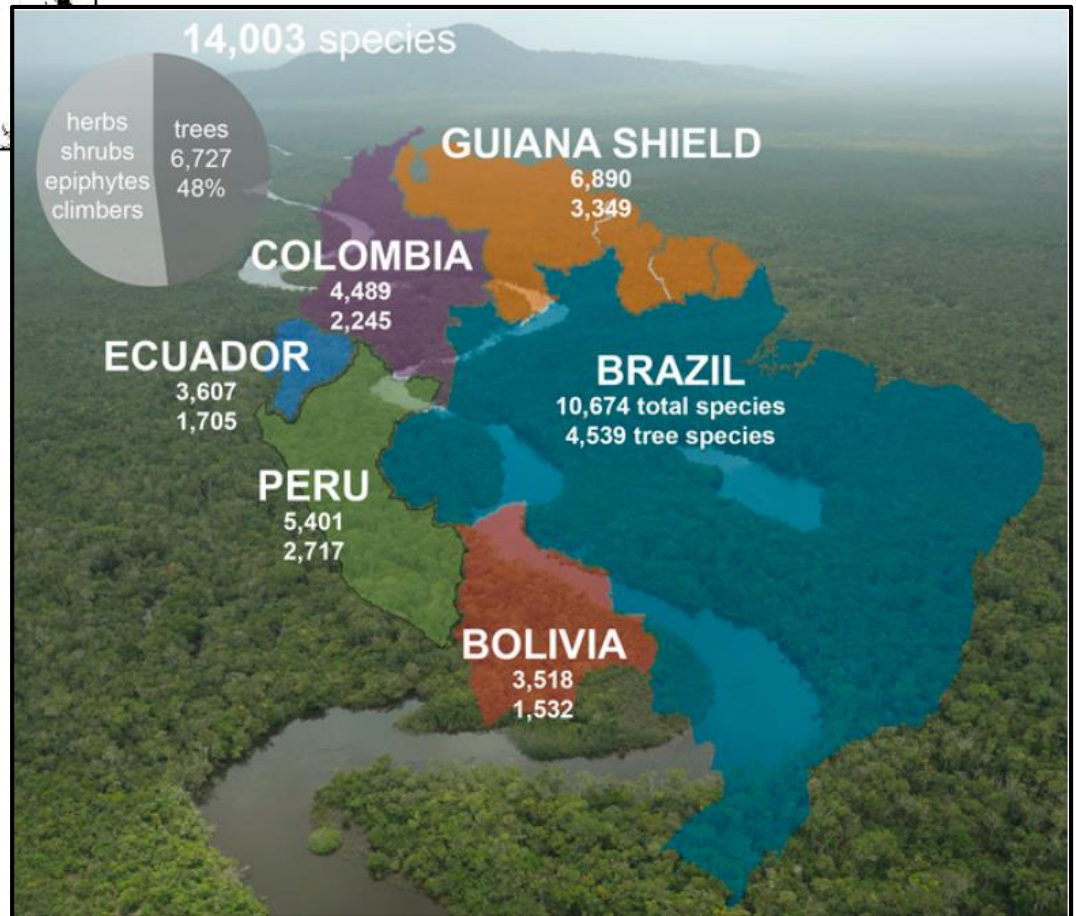 14,003 species
herbs
shrubs
epiphytes
climbers
trees
6,727
48%
GUIANA SHIELD
6,890
3,349
COLOMBIA
4,489
2,245
ECUADOR
3,607
1,705
BRAZIL
10,674 total species
4,539 tree species
PERU
5,401
2,717
BOLIVIA
3,518
1,532